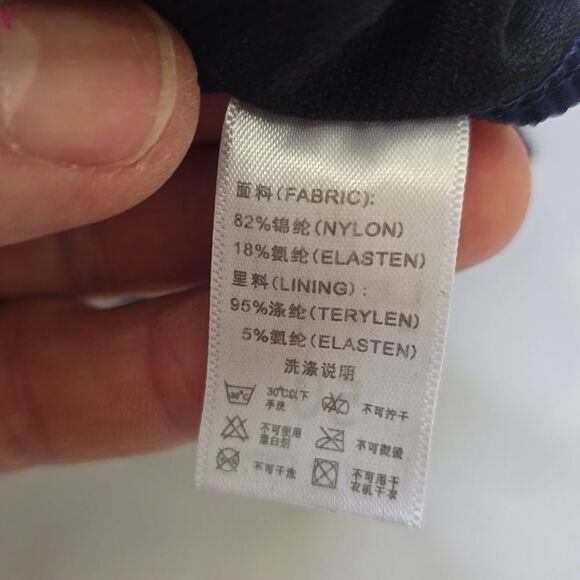 面料(FABRIC):
82%锦纶(NYLON)
18%氨纶(ELASTEN)
里料(LINING):
95%涤纶(TERYLEN)
5%氨纶(ELASTEN)
洗涤说明
30°C 30°C以下 不可拧干
手洗
不可使用 不可熨烫
漂白剂
不可干洗 不可用干
衣机干衣